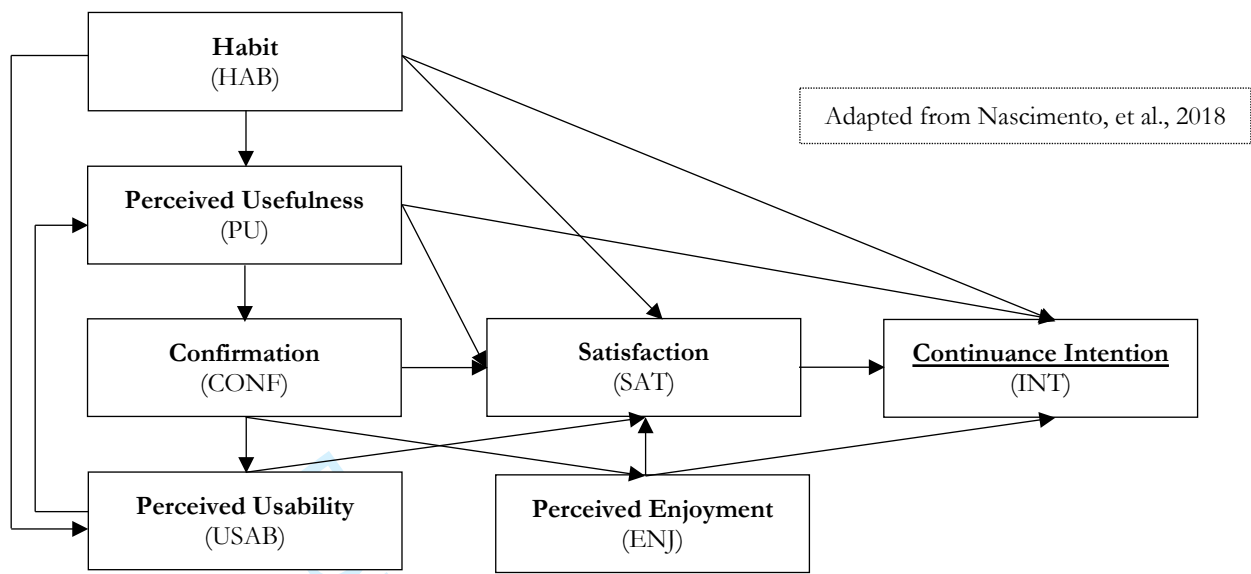 Habit
(HAB)
Adapted from Nascimento, et al., 2018
Perceived Usefulness
(PU)
Confirmation
(CONF)
Satisfaction
(SAT)
Continuance Intention
(INT)
Perceived Usability
(USAB)
Perceived Enjoyment
(ENJ)